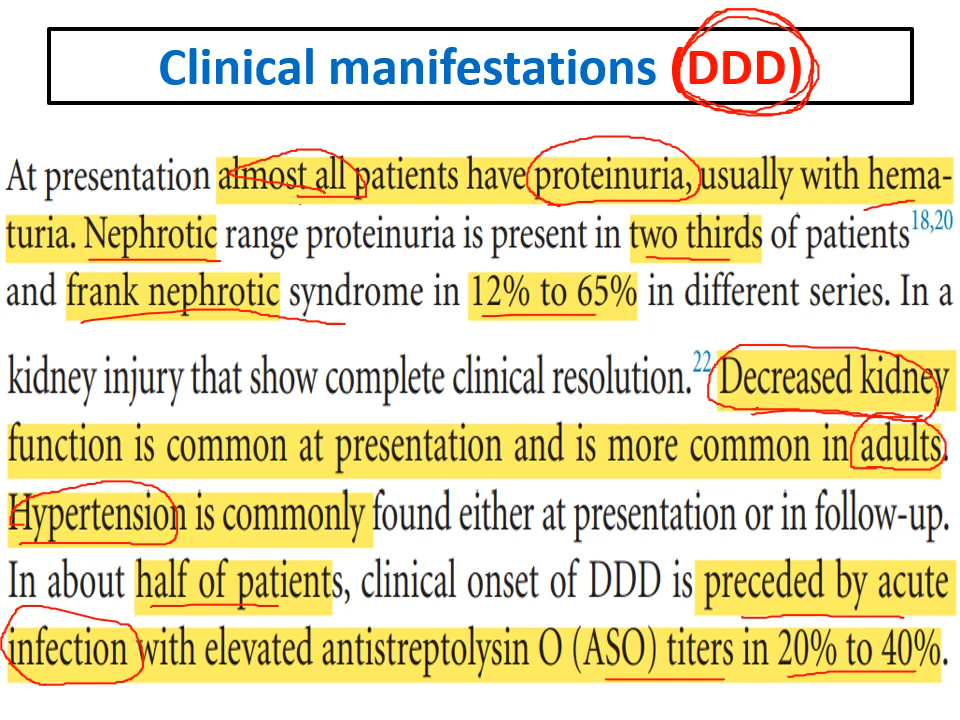 Clinical manifestations (DDD)
At presentation almost all patients have proteinuria, usually with hema-
turia. Nephrotic range proteinuria is present in two thirds of patients18,20
and frank nephrotic syndrome in 12% to 65% in different series. In a
kidney injury that show complete clinical resolution.22 Decreased kidney
function is common at presentation and is more common in adults.
Hypertension is commonly found either at presentation or in follow-up.
In about half of patients, clinical onset of DDD is preceded by acute
infection with elevated antistreptolysin O (ASO) titers in 20% to 40%.